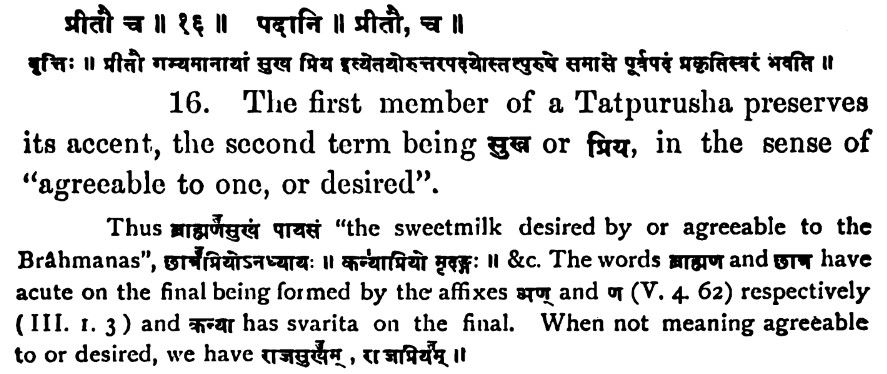 प्रीतौ च ॥ १६ ॥ पदानि ॥ प्रीतौ, च ॥
वृत्तिः ॥ प्रीतौ गम्यमानायां सुख प्रिय इत्येतयोरुत्तरपदयोस्तत्पुरुषे समासे पूर्वपदं प्रकृतिस्वरं भवति ॥
16. The first member of a Tatpurusha preserves
its accent, the second term being सुख or प्रिय, in the sense of
“agreeable to one, or desired”.
Thus ब्राह्मण॑सुखं पायसं “the sweetmilk desired by or agreeable to the
Brâhmanas”, छात्र॑प्रियोऽनध्यायः ॥ कन्या॑प्रियो मृदङ्गः ॥ &c. The words ब्राह्मण and छात्र have
acute on the final being formed by the affixes अण् and ण (V. 4. 62) respectively
(III. 1. 3) and कन्या has svarita on the final. When not meaning agreeable
to or desired, we have राजसुख॑म्, राजप्रिय॑म् ॥